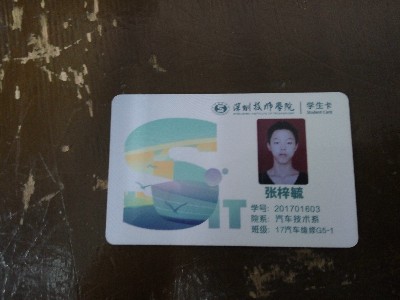 深圳技师学院 学生卡
Student Card
SIT
张梓毓
学号: 201701603
院系: 汽车技术系
班级: 17汽车维修G5-1